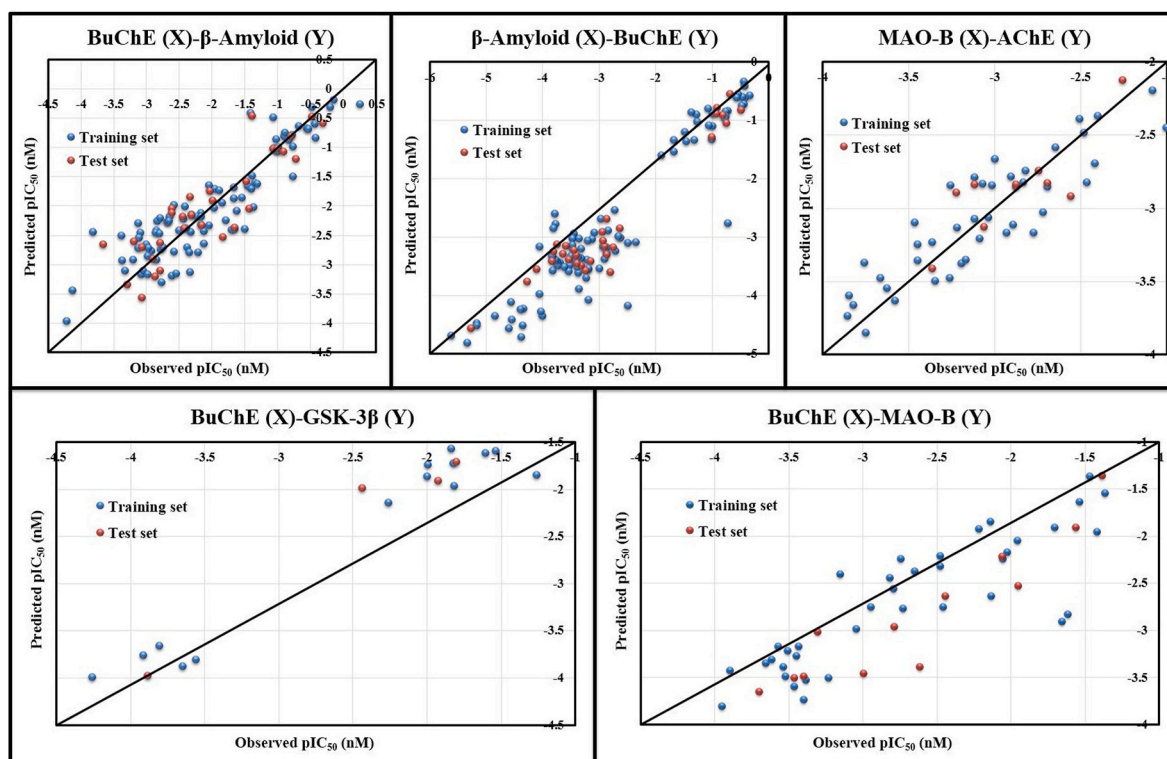 BuChE (X)-β-Amyloid (Y)
0.5
-4.5 -4 -3.5 -3 -2.5 -2 -1.5 -1 -0.5 0 0.5
-0.5
-1
-1.5
-2
-2.5
-3
-3.5
-4
-4.5
Training set
Test set
Predicted pIC50 (nM)
Observed pIC50 (nM)
β-Amyloid (X)-BuChE (Y)
0
-6 -5 -4 -3 -2 -1 0
-1
-2
-3
-4
-5
Training set
Test set
Predicted pIC50 (nM)
Observed pIC50 (nM)
MAO-B (X)-AChE (Y)
-2
-4 -3.5 -3 -2.5
-2.5
-3
-3.5
-4
Training set
Test set
Predicted pIC50 (nM)
Observed pIC50 (nM)
BuChE (X)-GSK-3β (Y)
-1.5
-4.5 -4 -3.5 -3 -2.5 -2 -1.5 -1
-2
-2.5
-3
-3.5
-4
-4.5
Training set
Test set
Predicted pIC50 (nM)
Observed pIC50 (nM)
BuChE (X)-MAO-B (Y)
-1
-4.5 -4 -3.5 -3 -2.5 -2 -1.5 -1
-1.5
-2
-2.5
-3
-3.5
-4
Training set
Test set
Predicted pIC50 (nM)
Observed pIC50 (nM)